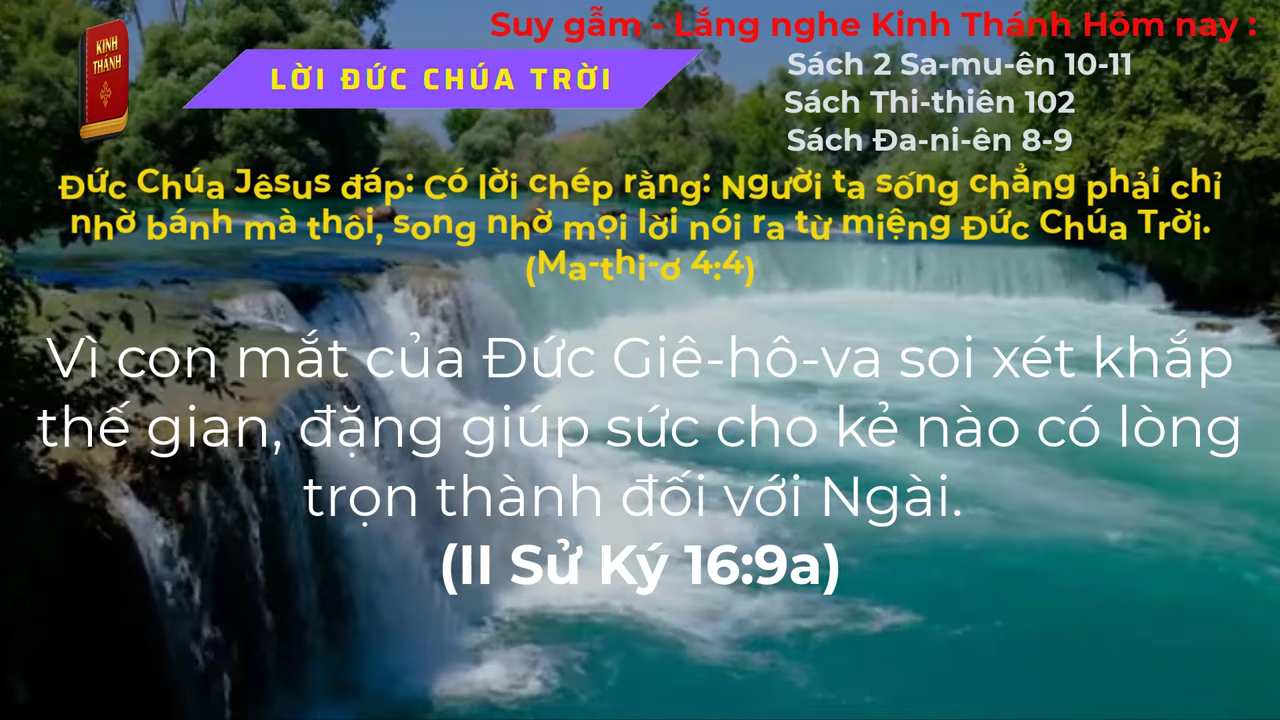 Suy gẫm - Lắng nghe Kinh Thánh Hôm nay :
KINH
THÁNH
LỜI ĐỨC CHÚA TRỜI
Sách 2 Sa-mu-ên 10-11
Sách Thi-thiên 102
Sách Đa-ni-ên 8-9
Đức Chúa Jêsus đáp: Có lời chép rằng: Người ta sống chẳng phải chỉ
nhờ bánh mà thôi, song nhờ mọi lời nói ra từ miệng Đức Chúa Trời.
(Ma-thi-ơ 4:4)
Vì con mắt của Đức Giê-hô-va soi xét khắp
thế gian, đặng giúp sức cho kẻ nào có lòng
trọn thành đối với Ngài.
(II Sử Ký 16:9a)